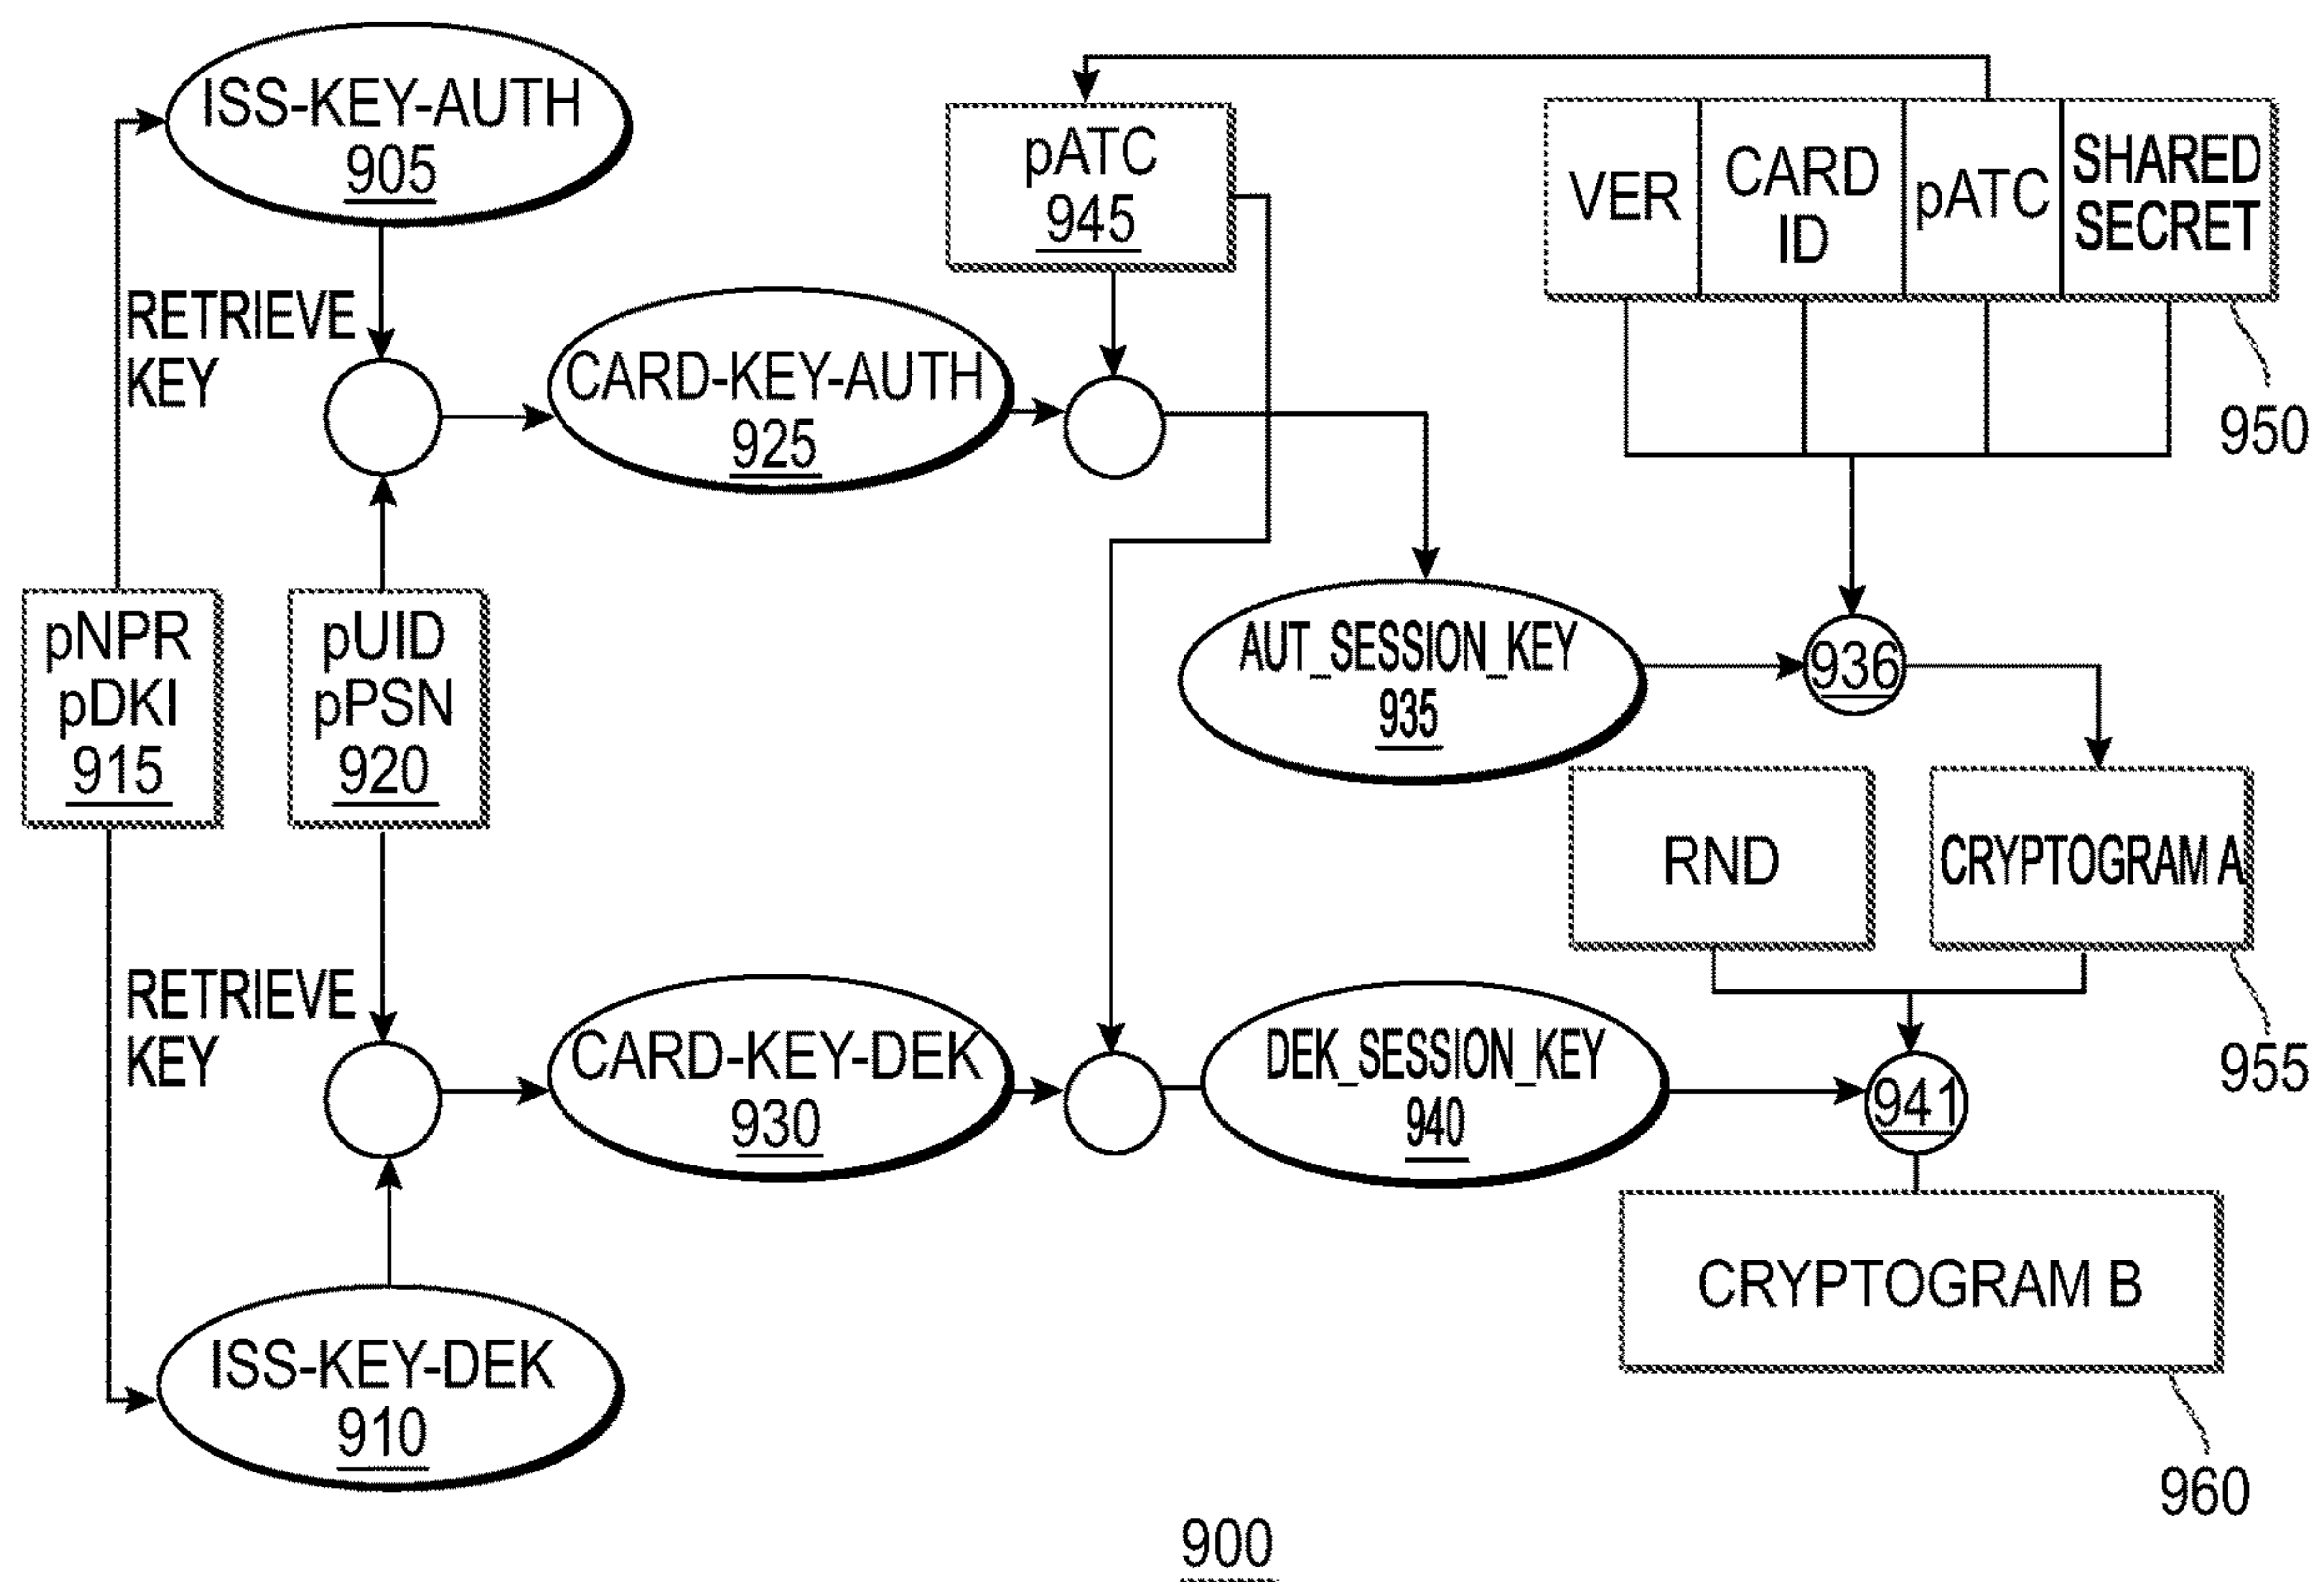 ISS-KEY-AUTH
905
RETRIEVE
KEY
pNPR
pDKI
915
pUID
pPSN
920
CARD-KEY-AUTH
925
pATC
945
VER
CARD
ID
pATC
SHARED
SECRET
950
AUT_SESSION_KEY
935
936
RND
CRYPTOGRAM A
955
RETRIEVE
KEY
CARD-KEY-DEK
930
DEK_SESSION_KEY
940
941
CRYPTOGRAM B
960
ISS-KEY-DEK
910
900